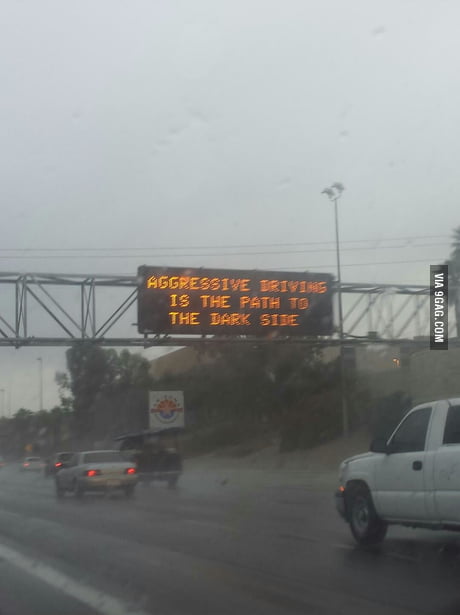 AGGRESSIVE DRIVING
IS THE PATH TO
THE DARK SIDE
VIA 9GAG.COM